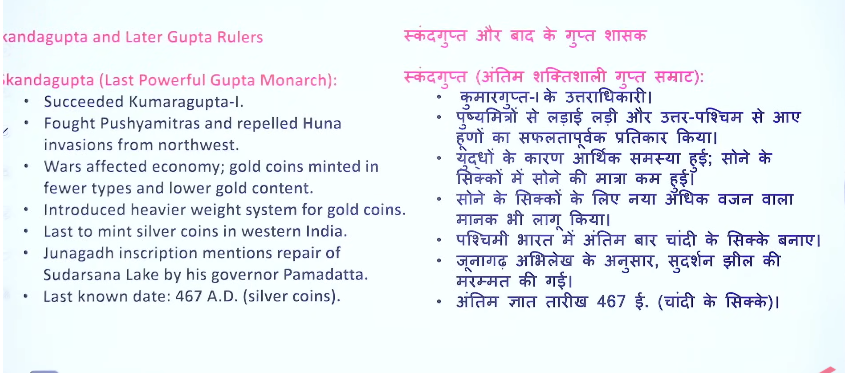 kandagupta and Later Gupta Rulers
kandagupta (Last Powerful Gupta Monarch):
• Succeeded Kumaragupta-I.
• Fought Pushyamitras and repelled Huna
invasions from northwest.
• Wars affected economy; gold coins minted in
fewer types and lower gold content.
• Introduced heavier weight system for gold coins.
• Last to mint silver coins in western India.
• Junagadh inscription mentions repair of
Sudarsana Lake by his governor Pamadatta.
• Last known date: 467 A.D. (silver coins).
स्कंदगुप्त और बाद के गुप्त शासक
स्कंदगुप्त (अंतिम शक्तिशाली गुप्त सम्राट):
• कुमारगुप्त-I के उत्तराधिकारी।
• पुष्यमित्रों से लड़ाई लड़ी और उत्तर-पश्चिम से आए
हूणों का सफलतापूर्वक प्रतिकार किया।
• युद्धों के कारण आर्थिक समस्या हुई; सोने के
सिक्कों में सोने की मात्रा कम हुई।
• सोने के सिक्कों के लिए नया अधिक वजन वाला
मानक भी लागू किया।
• पश्चिमी भारत में अंतिम बार चांदी के सिक्के बनाए।
• जूनागढ़ अभिलेख के अनुसार, सुदर्शन झील की
मरम्मत की गई।
• अंतिम ज्ञात तारीख 467 ई. (चांदी के सिक्के)।